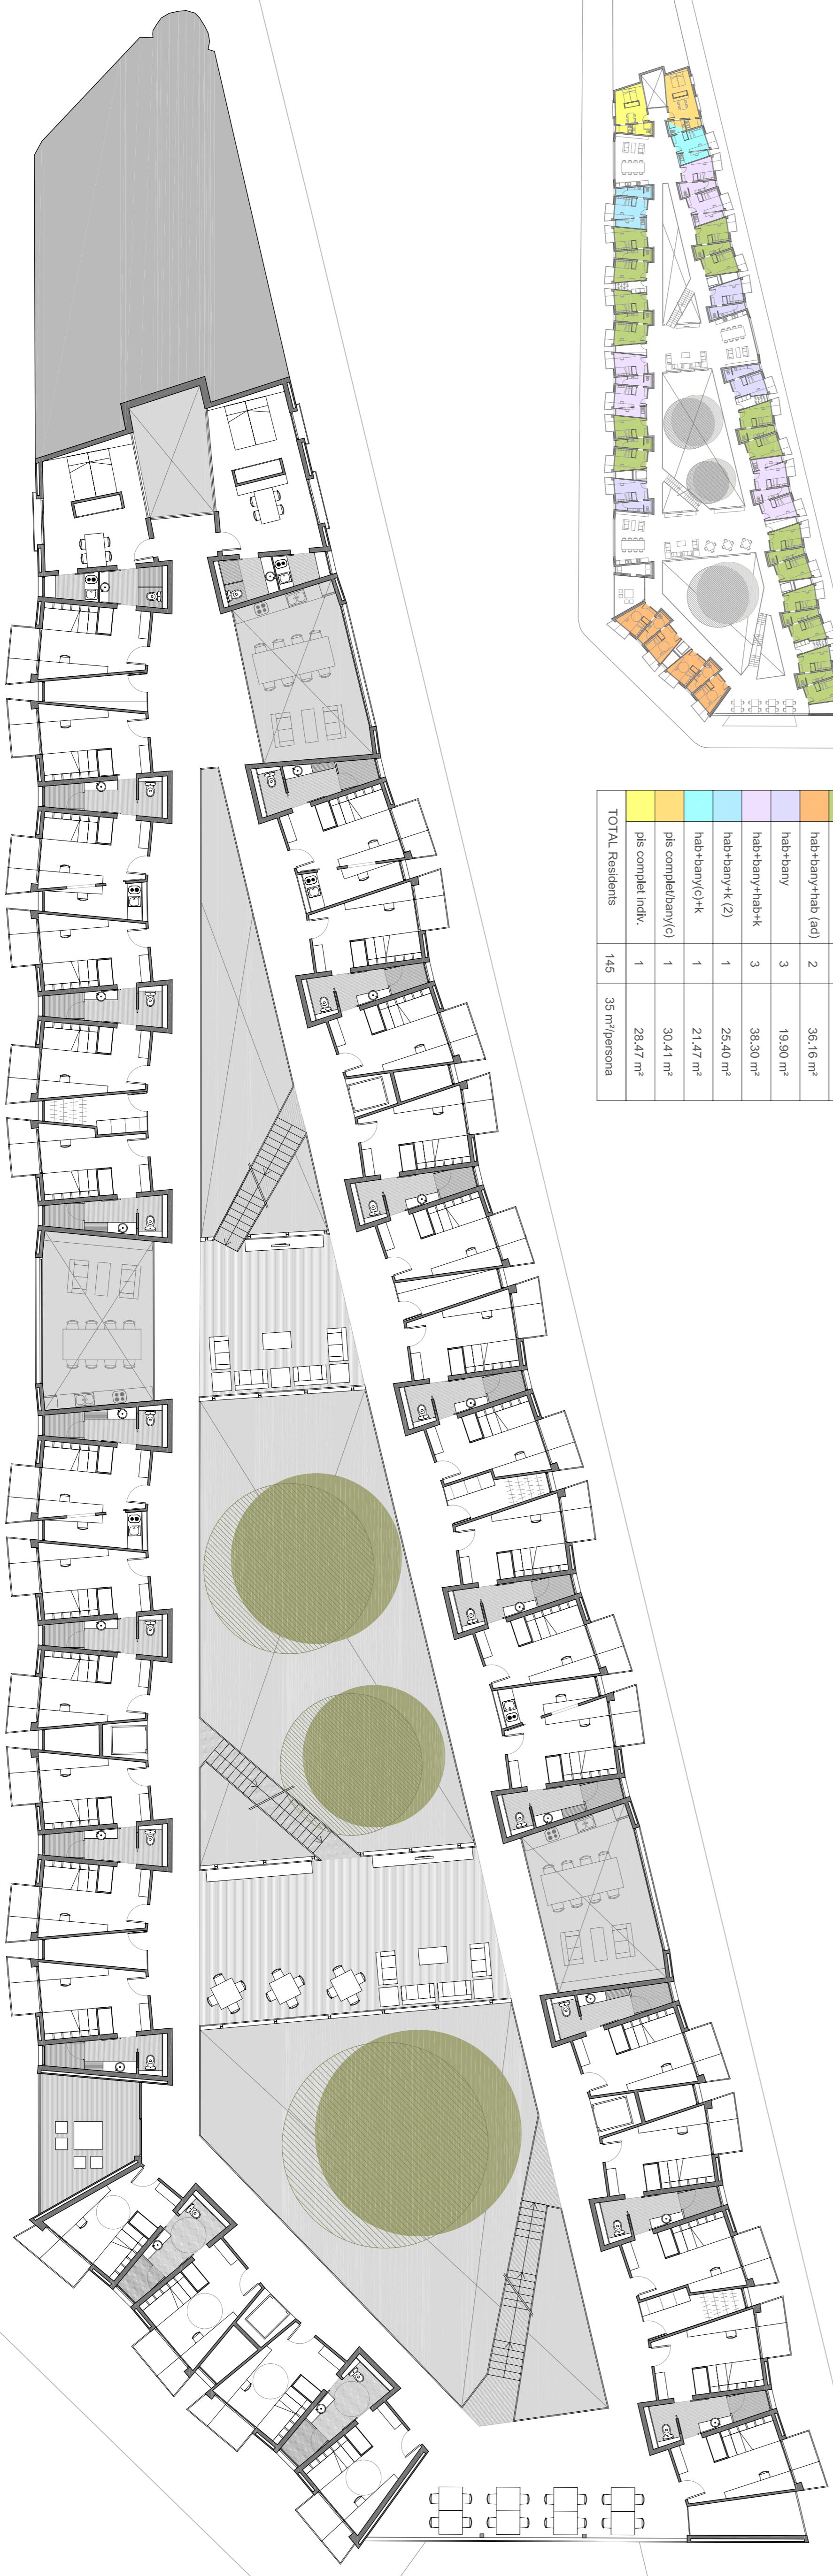 hab+bany+hab (ad) 2 36.16 m²
hab+bany 3 19.90 m²
hab+bany+hab+k 3 38.30 m²
hab+bany+k (2) 1 25.40 m²
hab+bany(c)+k 1 21.47 m²
pis complet/bany(c) 1 30.41 m²
pis complet indiv. 1 28.47 m²
TOTAL Residents 145 35 m²/persona